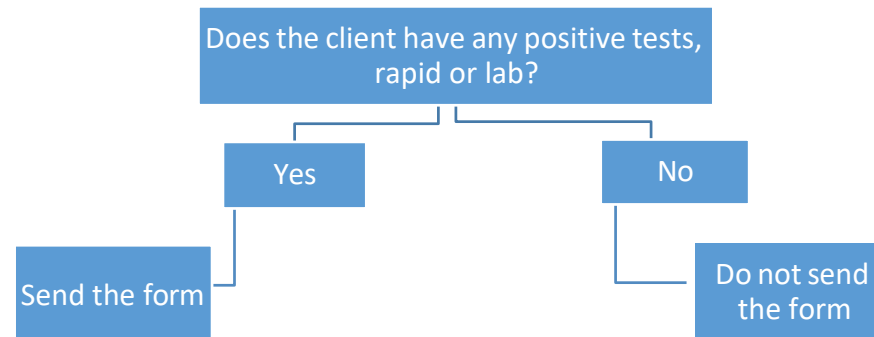 Does the client have any positive tests,
rapid or lab?
Yes
No
Send the form
Do not send
the form